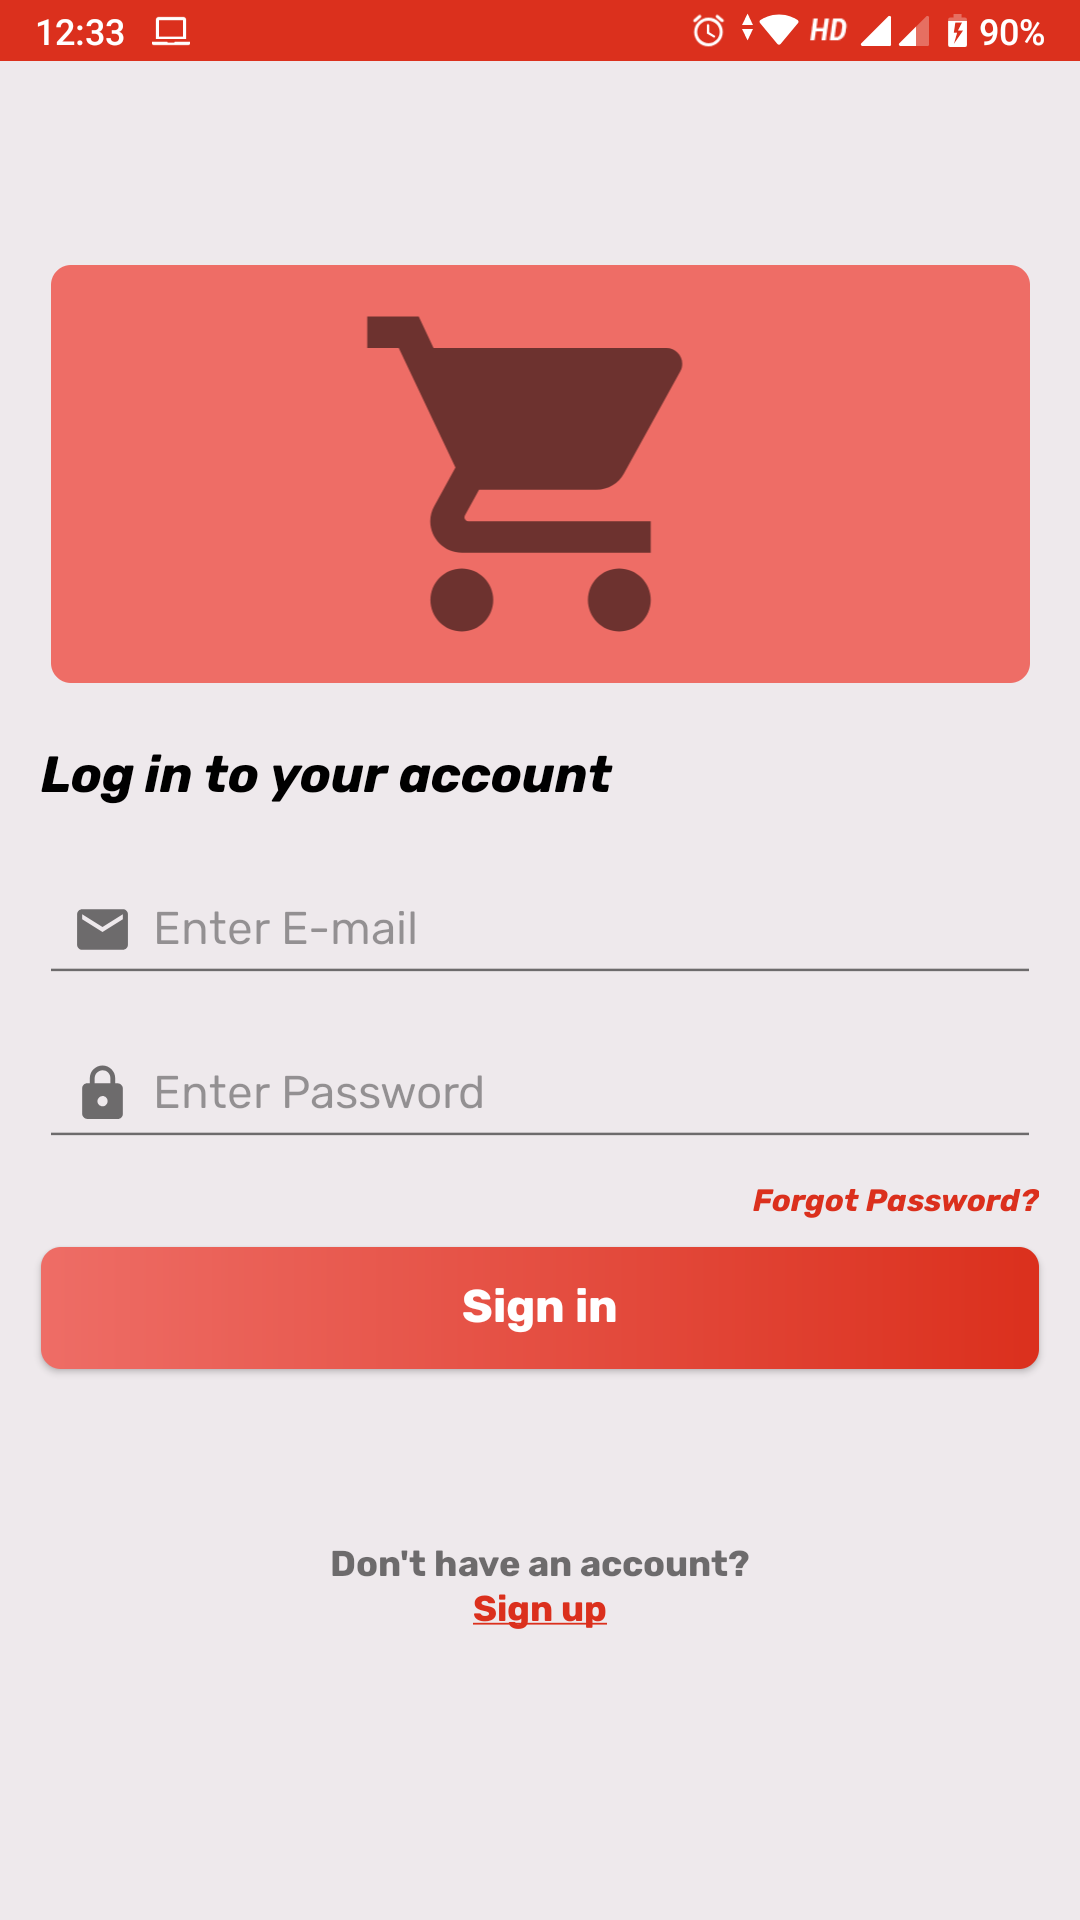 12:33 HD 90%
Log in to your account
Enter E-mail
Enter Password
Forgot Password?
Sign in
Don't have an account?
Sign up